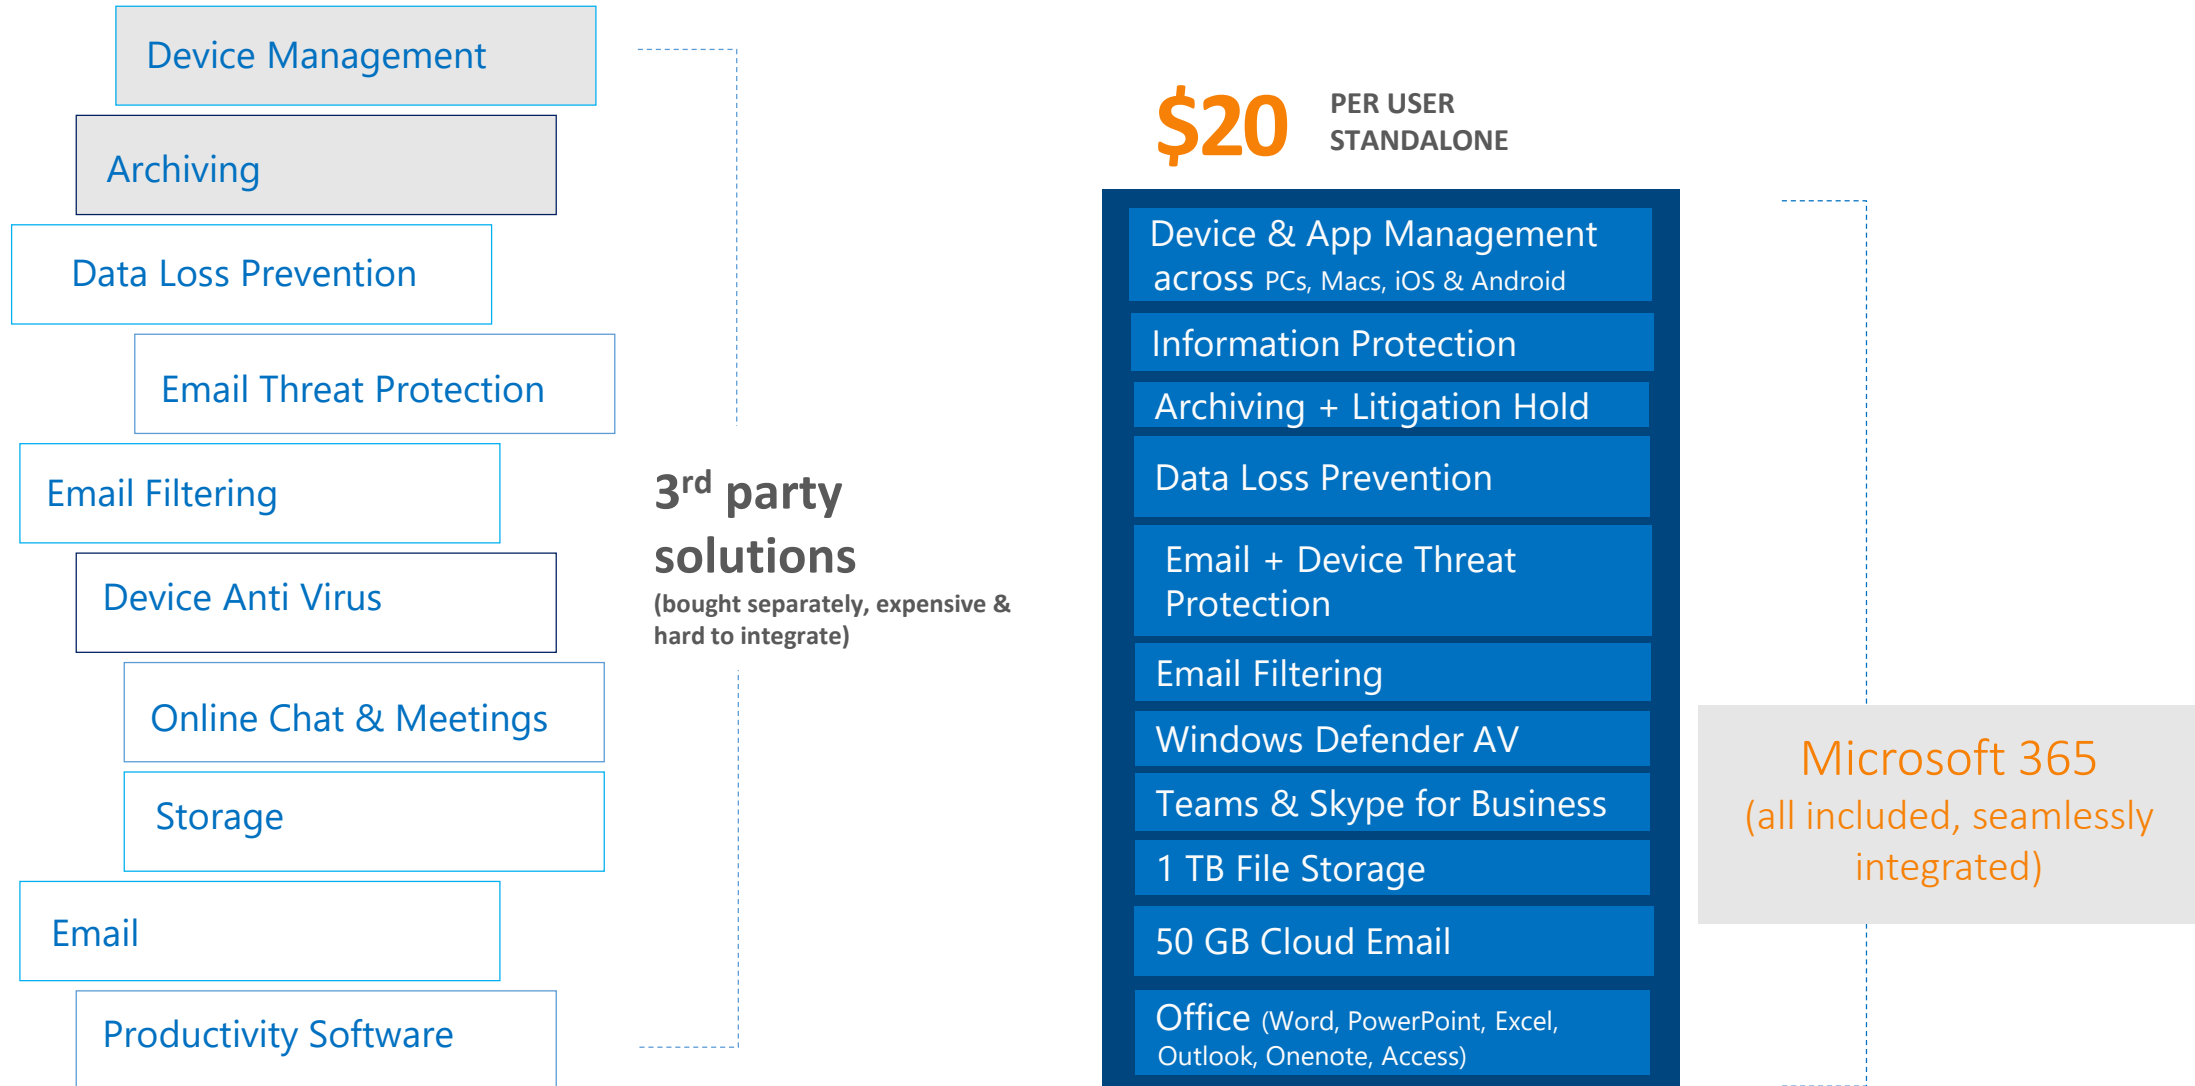 Device Management
Archiving
Data Loss Prevention
Email Threat Protection
Email Filtering
Device Anti Virus
Online Chat & Meetings
Storage
Email
Productivity Software
3rd party
solutions
(bought separately, expensive &
hard to integrate)
$20
PER USER
STANDALONE
Device & App Management
across PCs, Macs, iOS & Android
Information Protection
Archiving + Litigation Hold
Data Loss Prevention
Email + Device Threat
Protection
Email Filtering
Windows Defender AV
Teams & Skype for Business
1 TB File Storage
50 GB Cloud Email
Office (Word, PowerPoint, Excel,
Outlook, Onenote, Access)
Microsoft 365
(all included, seamlessly
integrated)